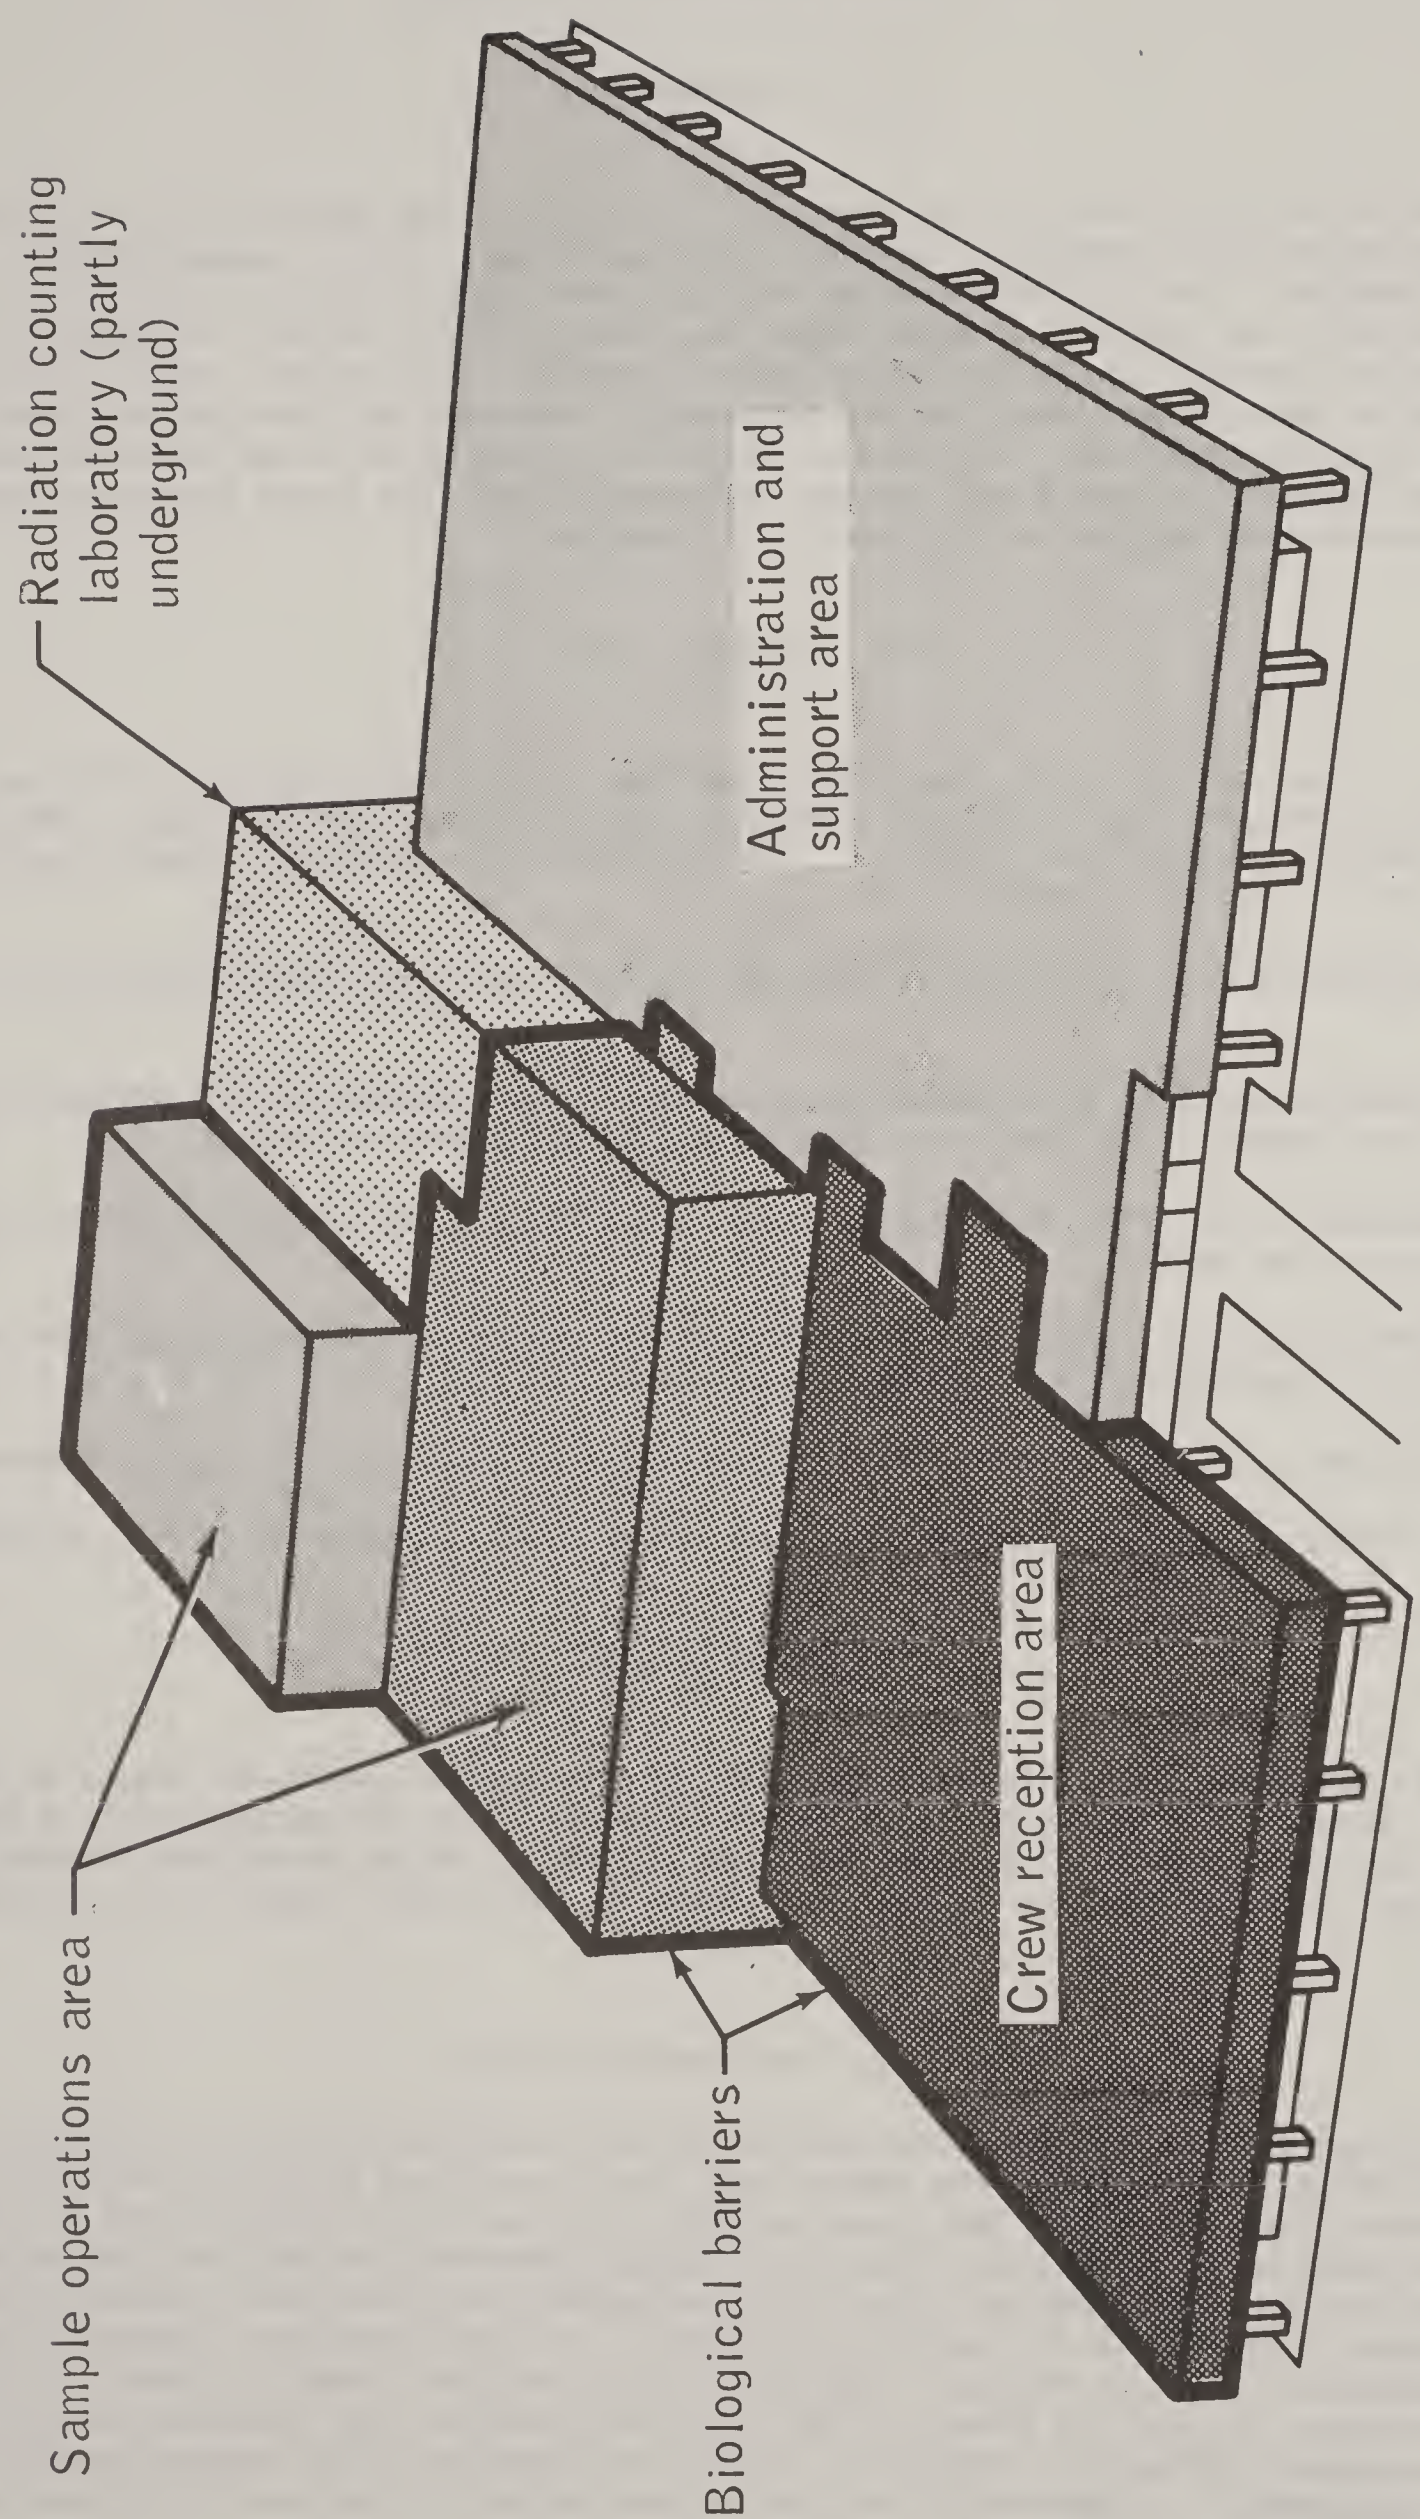 Sample operations area
Radiation counting
laboratory (partly
underground)
Biological barriers
Crew reception area
Administration and
support area